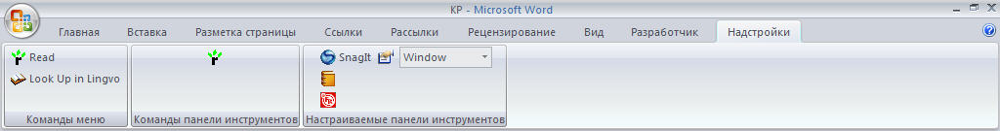 КР - Microsoft Word
Главная Вставка Разметка страницы Ссылки Рассылки Рецензирование Вид Разработчик Надстройки
Read SnagIt Window
Look Up in Lingvo
Команды меню Команды панели инструментов Настраиваемые панели инструментов